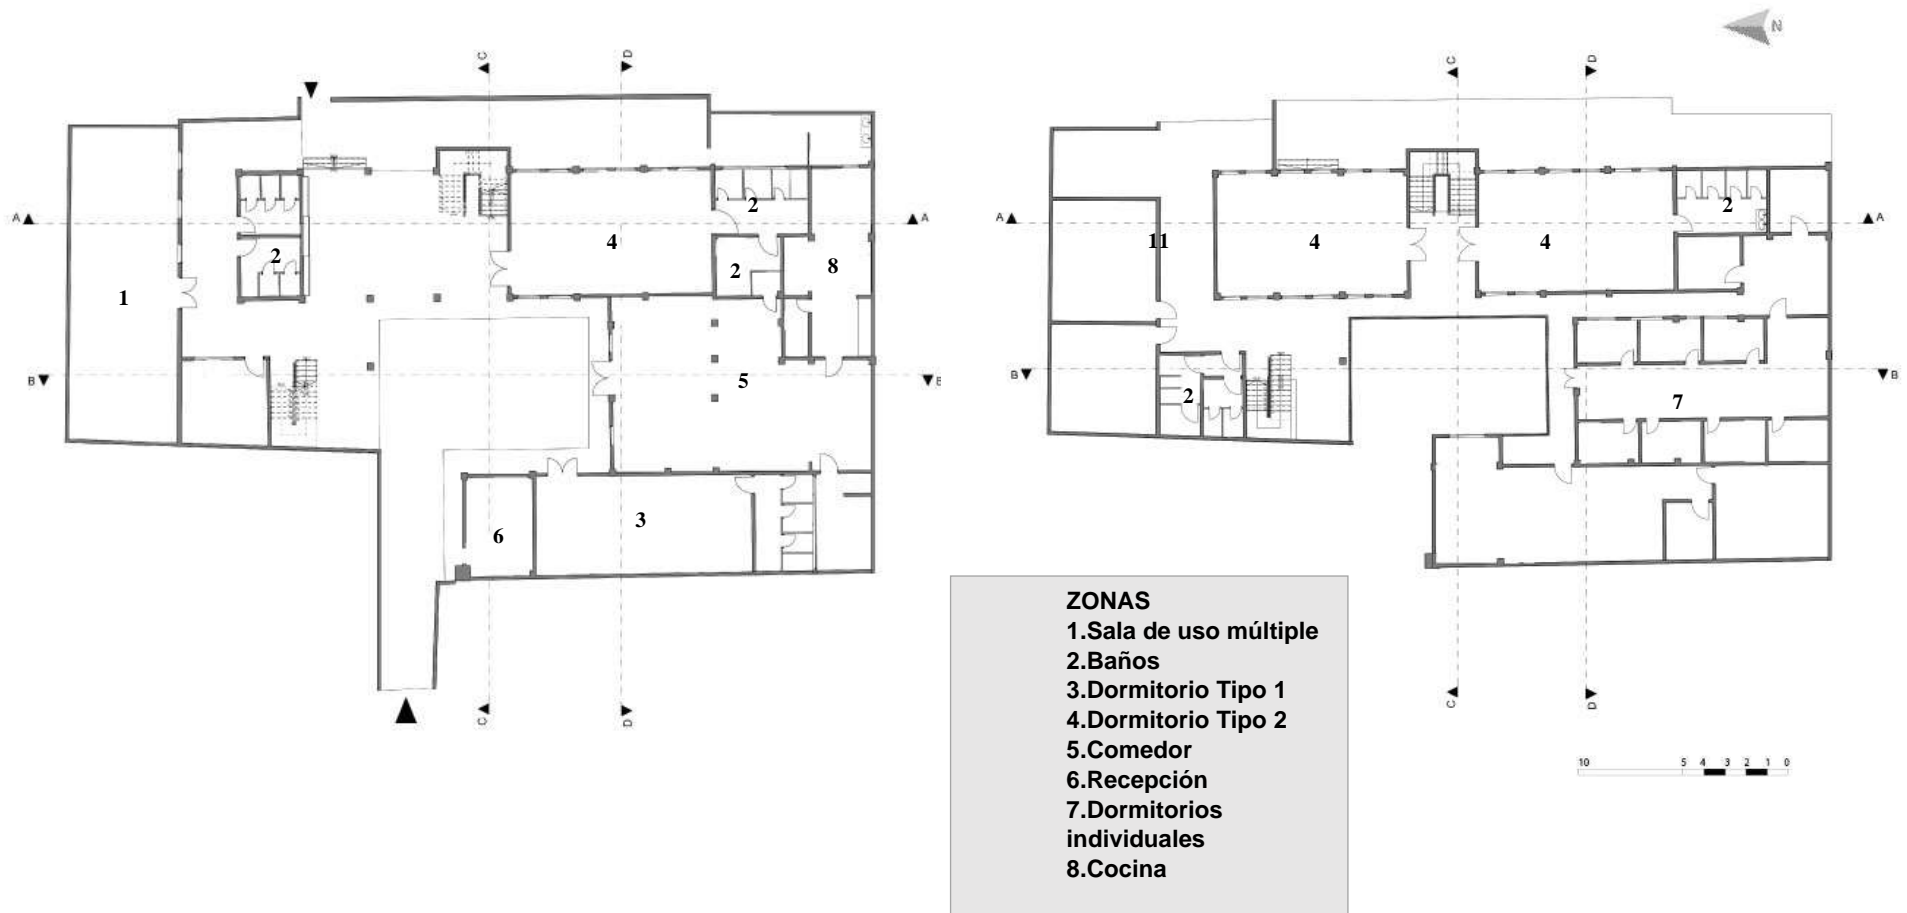 C D
A A
B B
1
2
4
2
2
8
5
6
3
C D
N
C D
A A
B B
11
4
4
2
2
7
C D
10 5 4 3 2 1 0
ZONAS
1.Sala de uso múltiple
2.Baños
3.Dormitorio Tipo 1
4.Dormitorio Tipo 2
5.Comedor
6.Recepción
7.Dormitorios
individuales
8.Cocina